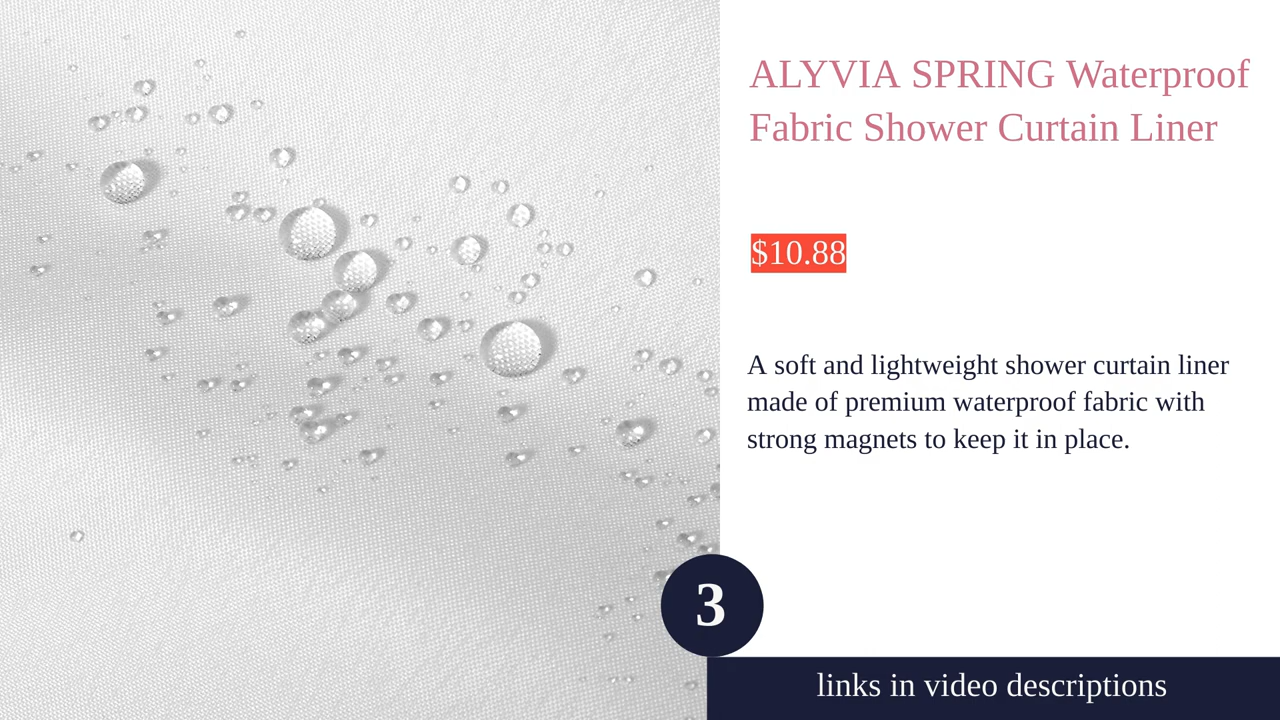 ALYVIA SPRING Waterproof
Fabric Shower Curtain Liner
$10.88
A soft and lightweight shower curtain liner
made of premium waterproof fabric with
strong magnets to keep it in place.
3
links in video descriptions